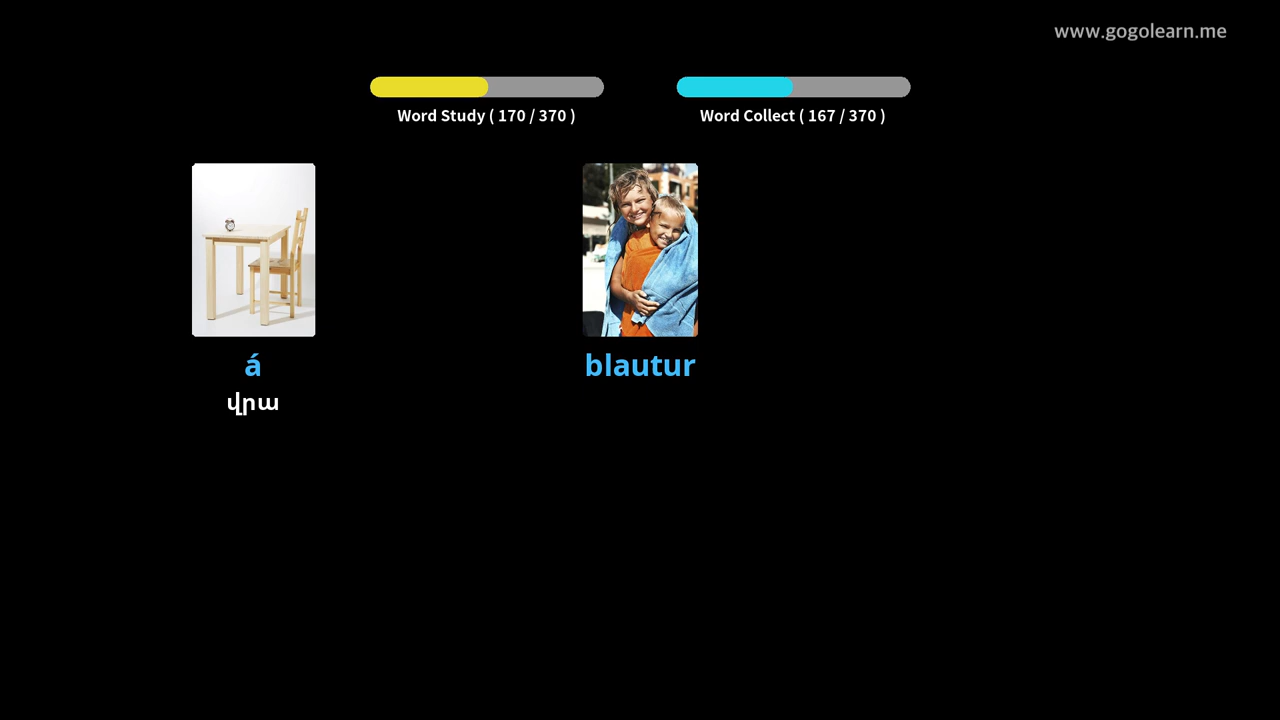 www.gogolearn.me
Word Study ( 170 / 370 )
Word Collect ( 167 / 370 )
á
վրա
blautur